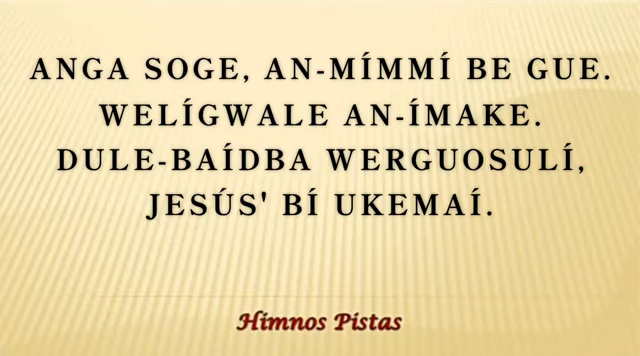 ANGA SOGE, AN-MÍMMÍ BE GUE.
WELÍGWALE AN-ÍMAKE.
DULE-BAÍDBA WERGUOSULÍ,
JESÚS' BÍ UKEMAÍ.
Himnos Pistas